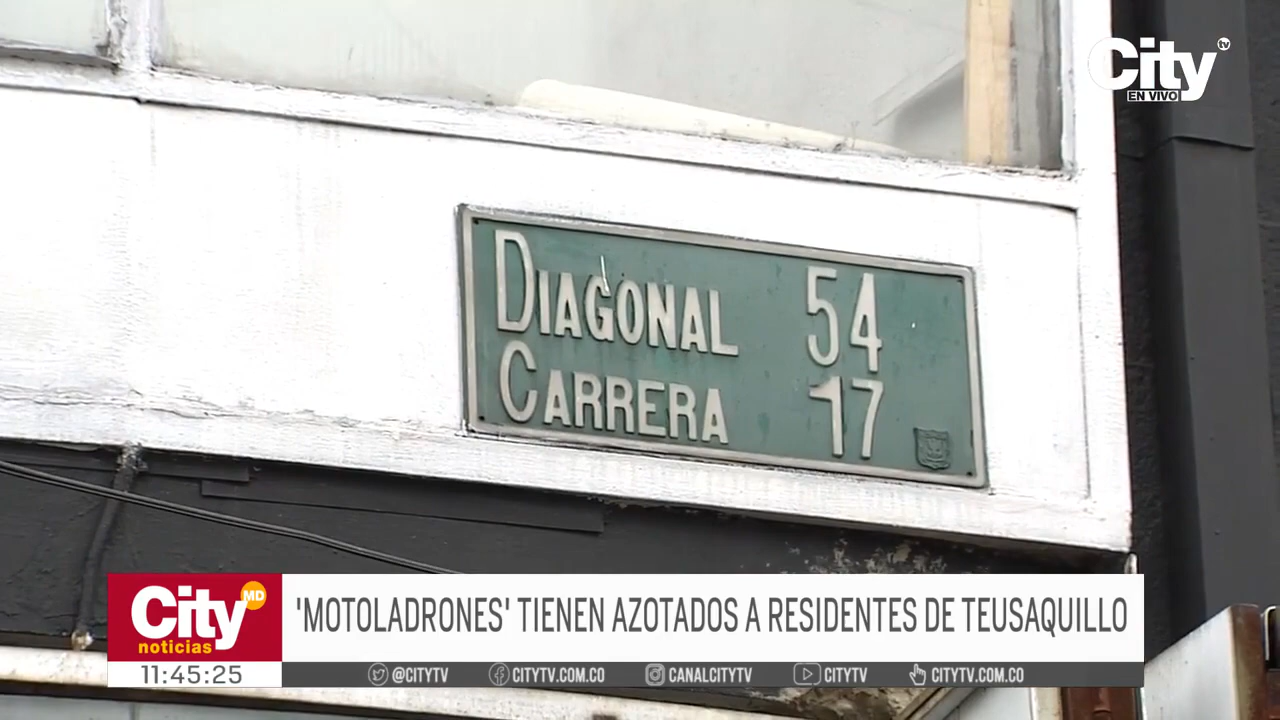 City tv
EN VIVO
DIAGONAL 54
CARRERA 17
City MD
noticias
'MOTOLADRONES' TIENEN AZOTADOS A RESIDENTES DE TEUSAQUILLO
11:45:25
@CITYTV CITYTV.COM.CO CANALCITYTV CITYTV CITYTV.COM.CO